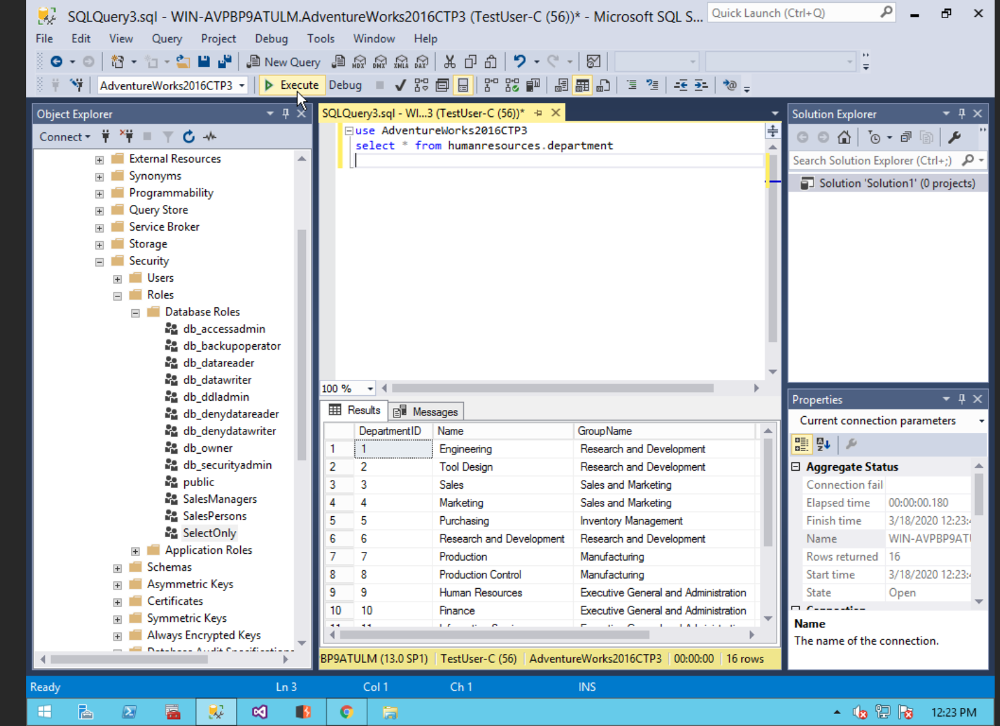 SQLQuery3.sql - WIN-AVPBP9ATULM.AdventureWorks2016CTP3 (TestUser-C (56))* - Microsoft SQL S...
Quick Launch (Ctrl+Q)
File Edit View Query Project Debug Tools Window Help
New Query MDX DMX XMLA DAX
AdventureWorks2016CTP3 Execute Debug
Object Explorer
Connect
External Resources
Synonyms
Programmability
Query Store
Service Broker
Storage
Security
Users
Roles
Database Roles
db_accessadmin
db_backupoperator
db_datareader
db_datawriter
db_ddladmin
db_denydatareader
db_denydatawriter
db_owner
db_securityadmin
public
SalesManagers
SalesPersons
SelectOnly
Application Roles
Schemas
Asymmetric Keys
Certificates
Symmetric Keys
Always Encrypted Keys
SQLQuery3.sql - WI...3 (TestUser-C (56))*
use AdventureWorks2016CTP3
select * from humanresources.department
100 %
Results Messages
DepartmentID Name GroupName
1 1 Engineering Research and Development
2 2 Tool Design Research and Development
3 3 Sales Sales and Marketing
4 4 Marketing Sales and Marketing
5 5 Purchasing Inventory Management
6 6 Research and Development Research and Development
7 7 Production Manufacturing
8 8 Production Control Manufacturing
9 9 Human Resources Executive General and Administration
10 10 Finance Executive General and Administration
11 11
BP9ATULM (13.0 SP1) TestUser-C (56) AdventureWorks2016CTP3 00:00:00 16 rows
Solution Explorer
Search Solution Explorer (Ctrl+;)
Solution 'Solution1' (0 projects)
Properties
Current connection parameters
Aggregate Status
Connection fail
Elapsed time 00:00:00.180
Finish time 3/18/2020 12:23:
Name WIN-AVPBP9AT
Rows returned 16
Start time 3/18/2020 12:23:
State Open
Name
The name of the connection.
Ready Ln 3 Col 1 Ch 1 INS
12:23 PM